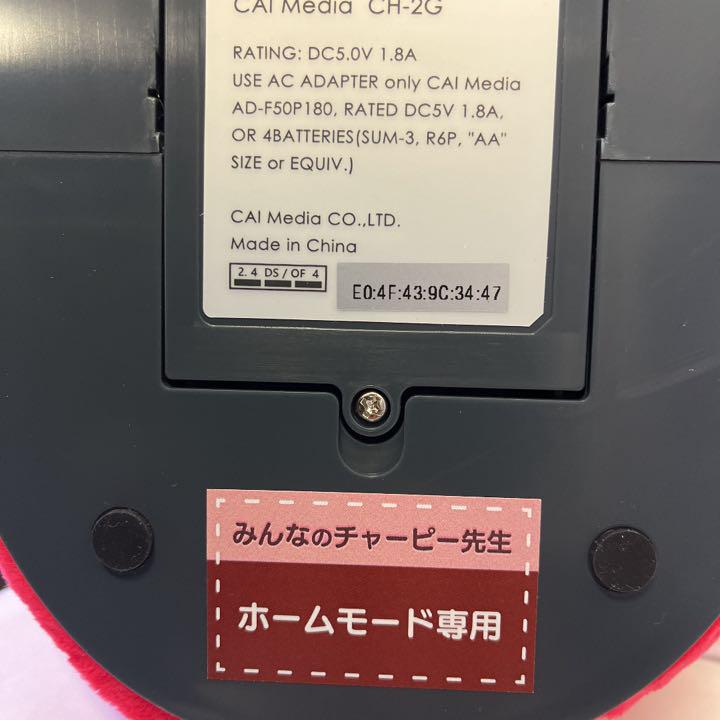 CAI Media CH-2G
RATING: DC5.0V 1.8A
USE AC ADAPTER only CAI Media
AD-F50P180, RATED DC5V 1.8A,
OR 4BATTERIES(SUM-3, R6P, "AA"
SIZE or EQUIV.)
CAI Media CO.,LTD.
Made in China
2.4 DS/OF 4
E0:4F:43:9C:34:47
みんなのチャーピー先生
ホームモード専用